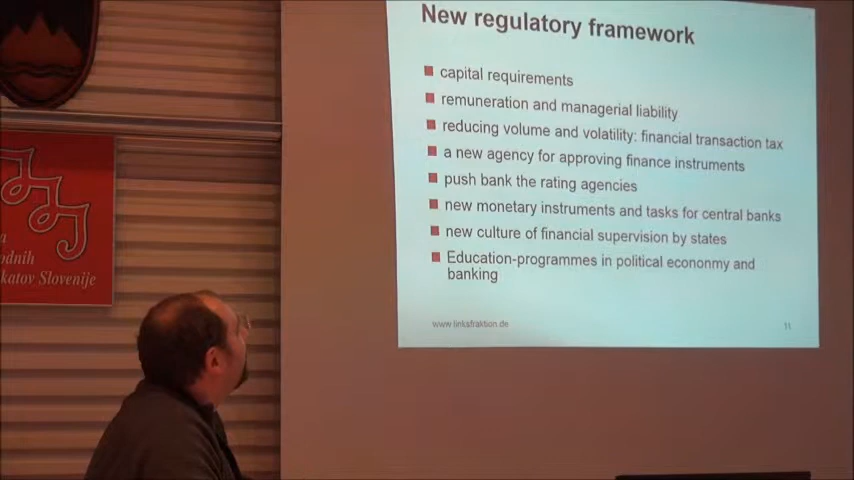 New regulatory framework
capital requirements
remuneration and managerial liability
reducing volume and volatility: financial transaction tax
a new agency for approving finance instruments
push bank the rating agencies
new monetary instruments and tasks for central banks
new culture of financial supervision by states
Education-programmes in political econonmy and
banking
www.linksfraktion.de
11
a
odnih
katov Slovenije